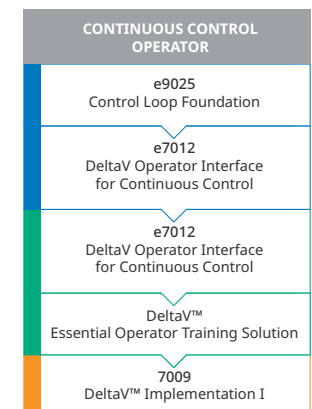 CONTINUOUS CONTROL
OPERATOR
e9025
Control Loop Foundation
e7012
DeltaV Operator Interface
for Continuous Control
e7012
DeltaV Operator Interface
for Continuous Control
DeltaV™
Essential Operator Training Solution
7009
DeltaV™ Implementation I